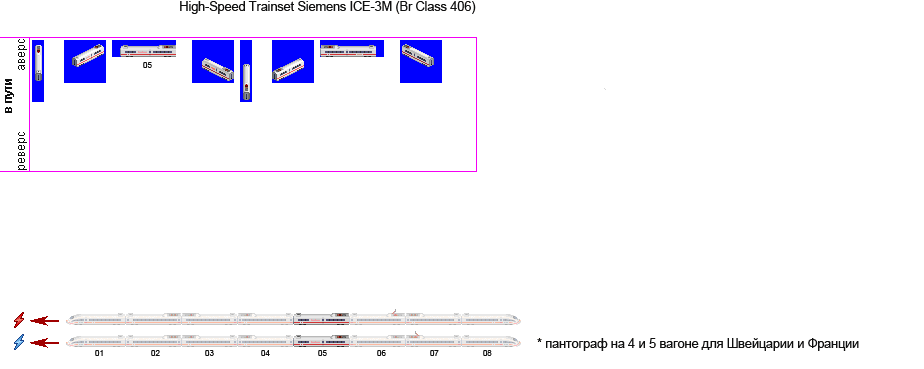 High-Speed Trainset Siemens ICE-3M (Br Class 406)
в пути
аверс
реверс
05
01 02 03 04 05 06 07 08
* пантограф на 4 и 5 вагоне для Швейцарии и Франции